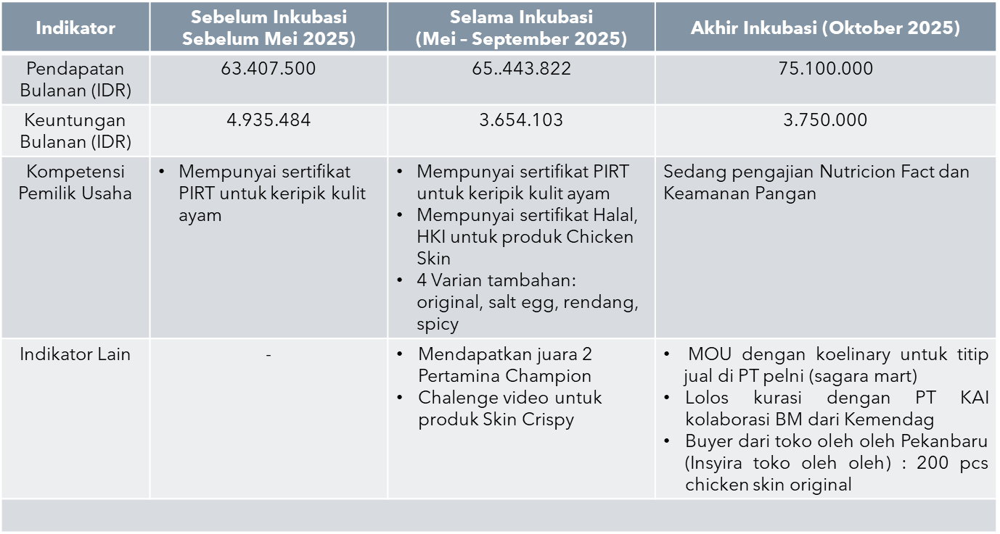 Indikator
Sebelum Inkubasi
Sebelum Mei 2025)
Selama Inkubasi
(Mei – September 2025)
Akhir Inkubasi (Oktober 2025)
Pendapatan
Bulanan (IDR)
63.407.500
65..443.822
75.100.000
Keuntungan
Bulanan (IDR)
4.935.484
3.654.103
3.750.000
Kompetensi
Pemilik Usaha
• Mempunyai sertifikat
PIRT untuk keripik kulit
ayam
• Mempunyai sertifikat PIRT
untuk keripik kulit ayam
• Mempunyai sertifikat Halal,
HKI untuk produk Chicken
Skin
• 4 Varian tambahan:
original, salt egg, rendang,
spicy
Sedang pengajian Nutricion Fact dan
Keamanan Pangan
Indikator Lain
-
• Mendapatkan juara 2
Pertamina Champion
• Chalenge video untuk
produk Skin Crispy
• MOU dengan koelinary untuk titip
jual di PT pelni (sagara mart)
• Lolos kurasi dengan PT KAI
kolaborasi BM dari Kemendag
• Buyer dari toko oleh oleh Pekanbaru
(Insyira toko oleh oleh) : 200 pcs
chicken skin original